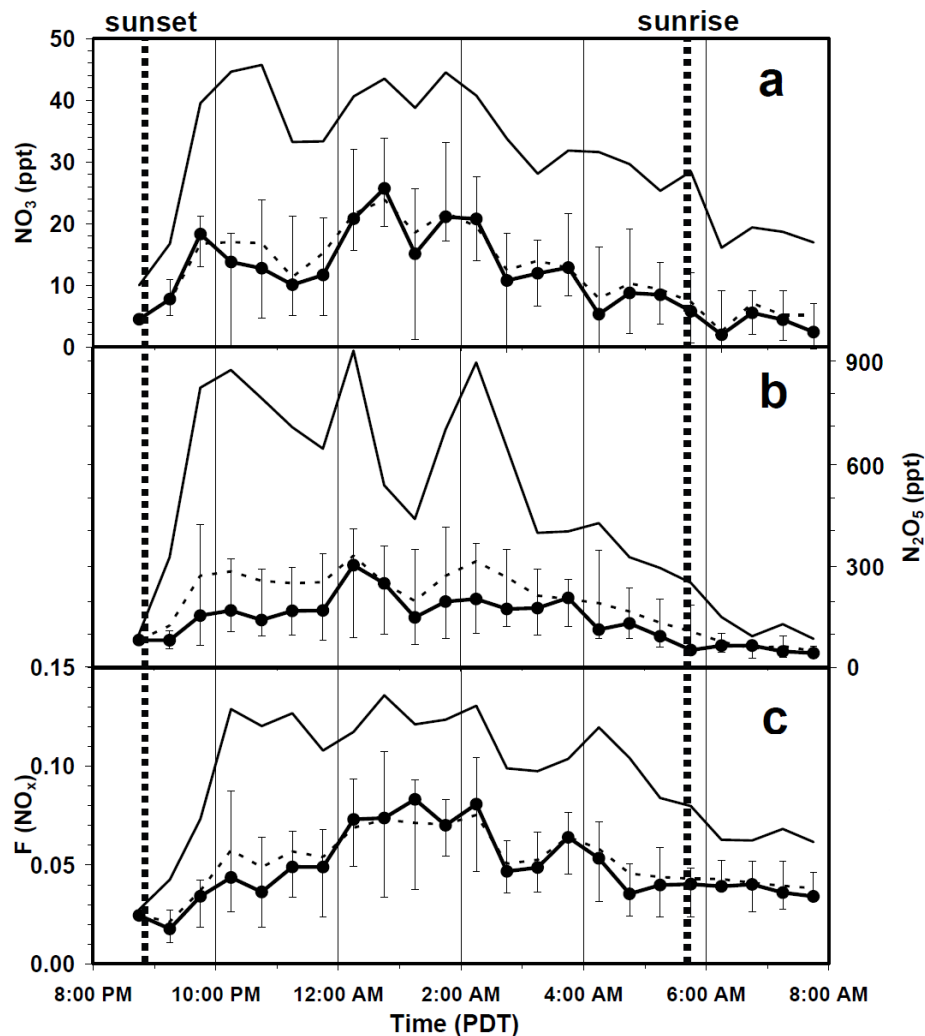 sunset sunrise
50
40
30
20
10
0
NO₃ (ppt)
a
900
600
300
0
N₂O₅ (ppt)
b
0.15
0.10
0.05
0.00
F (NOₓ)
c
8:00 PM 10:00 PM 12:00 AM 2:00 AM 4:00 AM 6:00 AM 8:00 AM
Time (PDT)